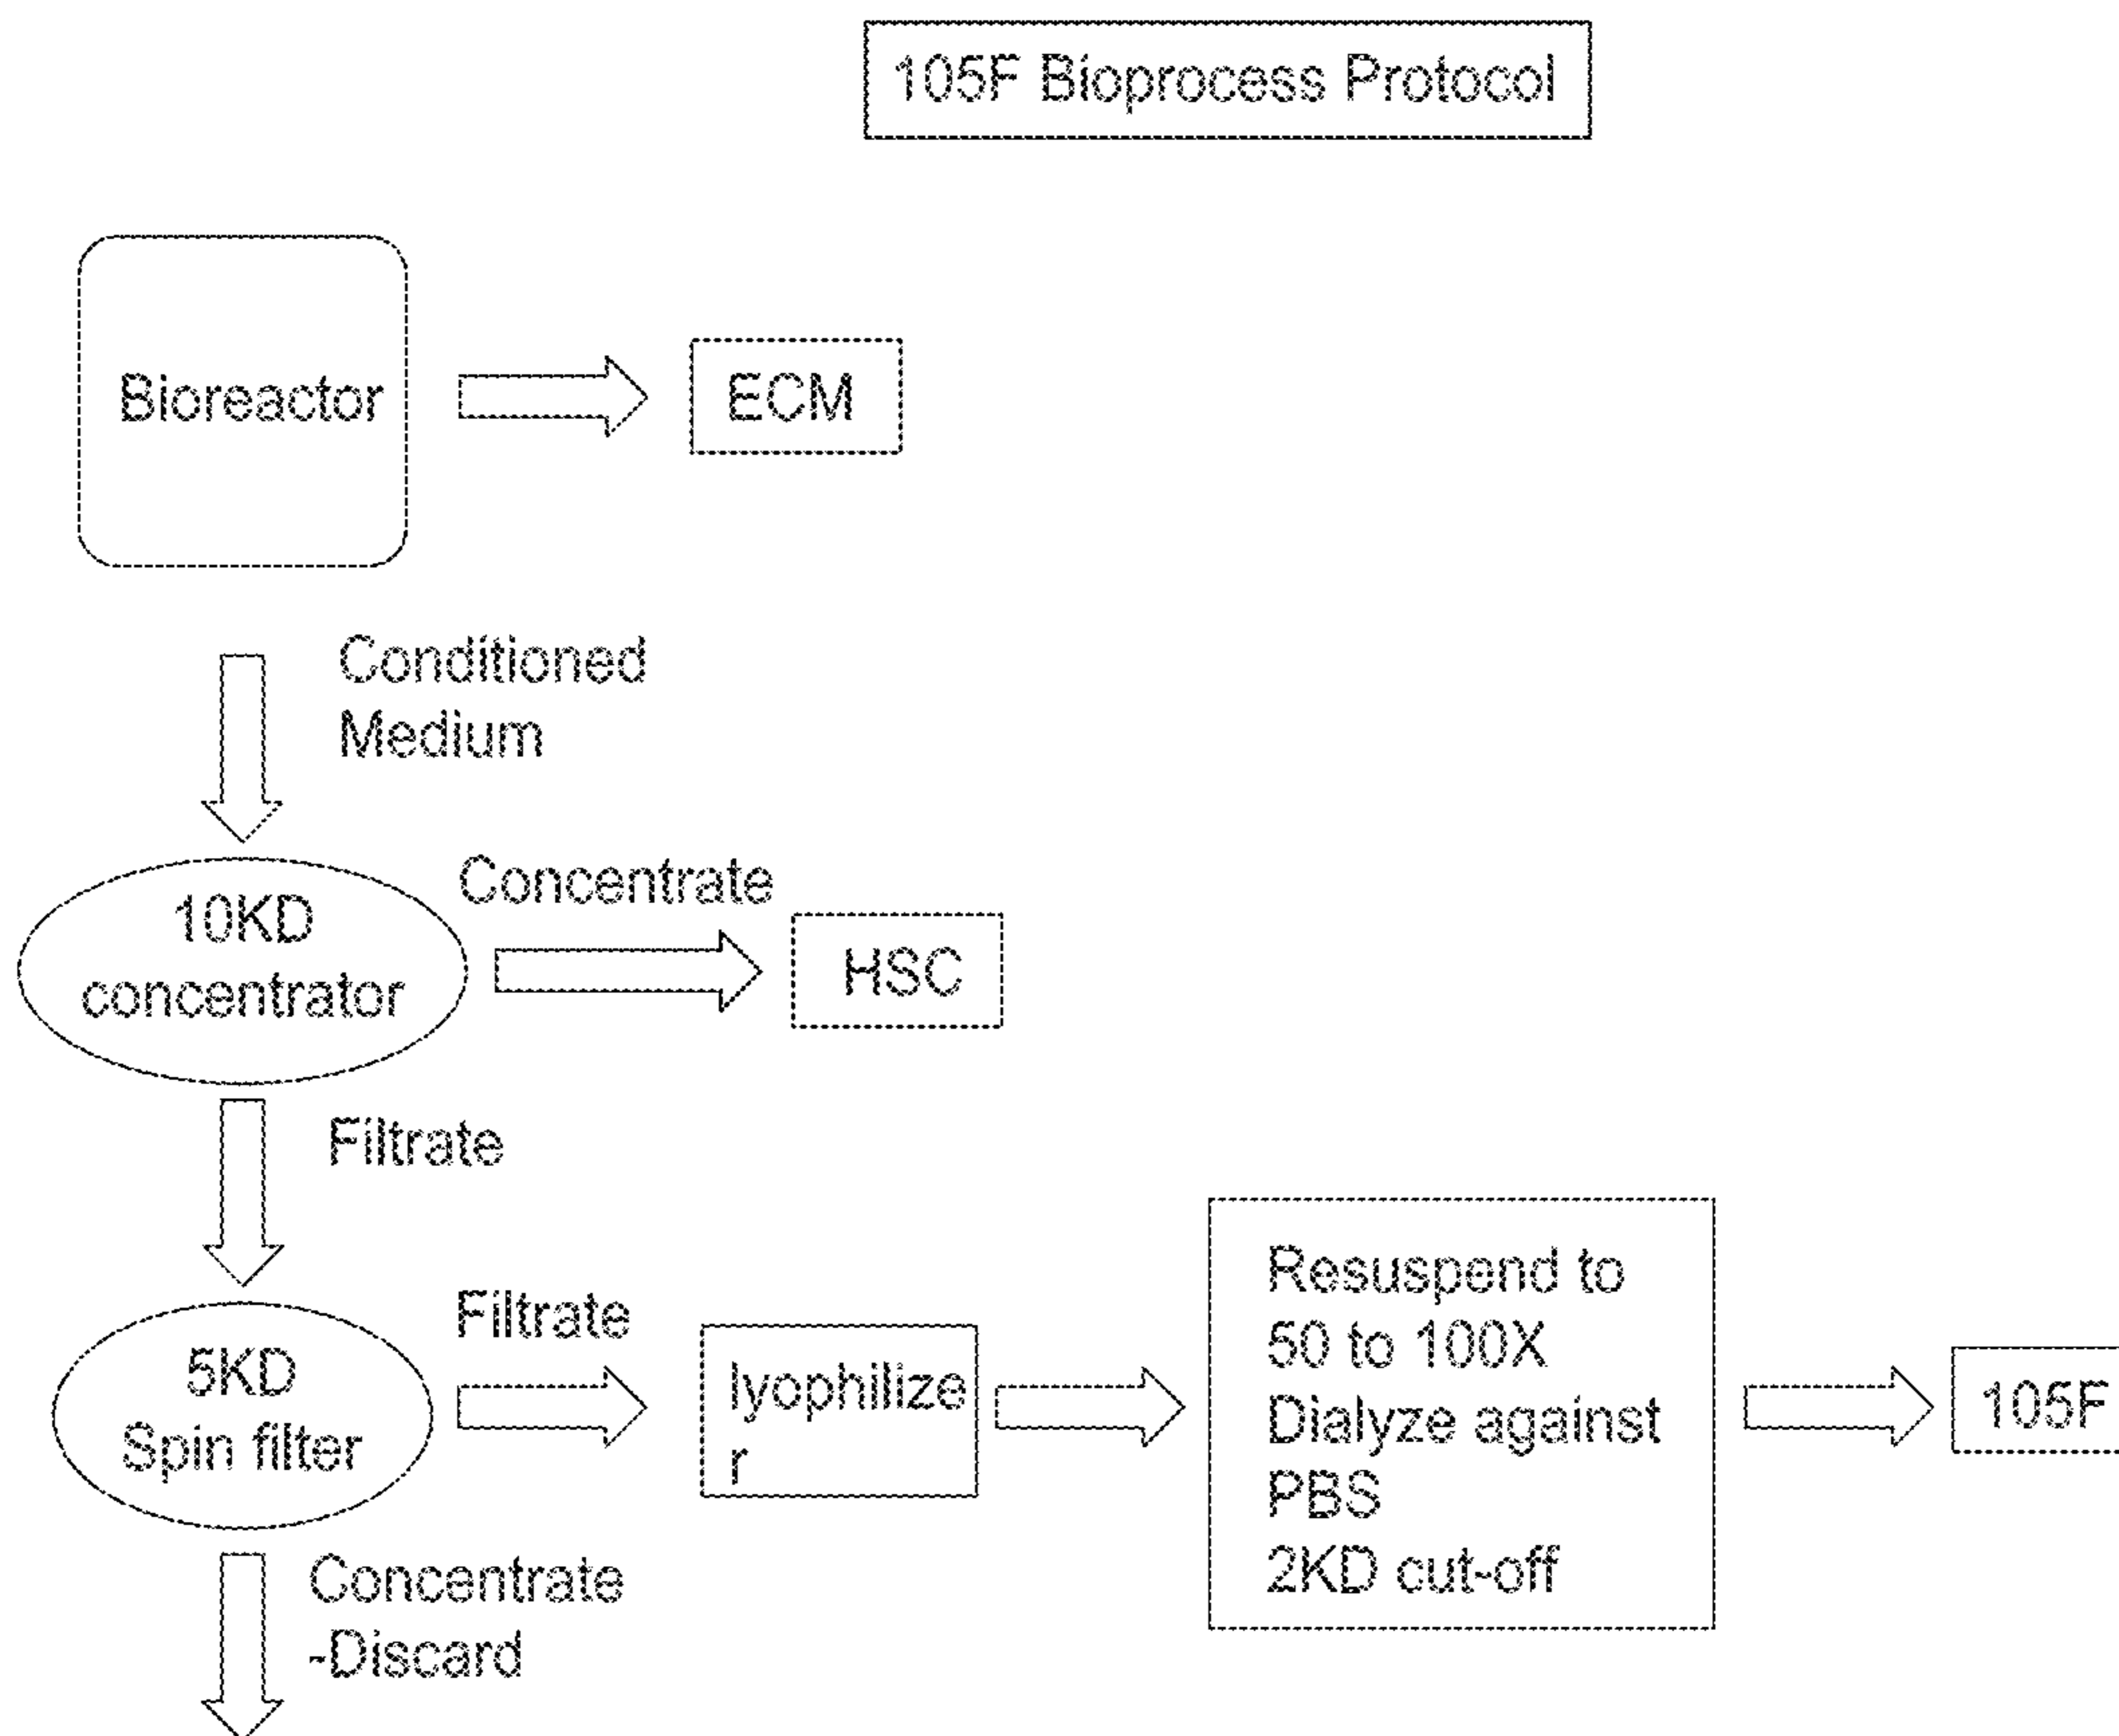 105F Bioprocess Protocol
Bioreactor
ECM
Conditioned
Medium
10KD
concentrator
Concentrate
HSC
Filtrate
5KD
Spin filter
Filtrate
lyophilize
r
Resuspend to
50 to 100X
Dialyze against
PBS
2KD cut-off
105F
Concentrate
-Discard